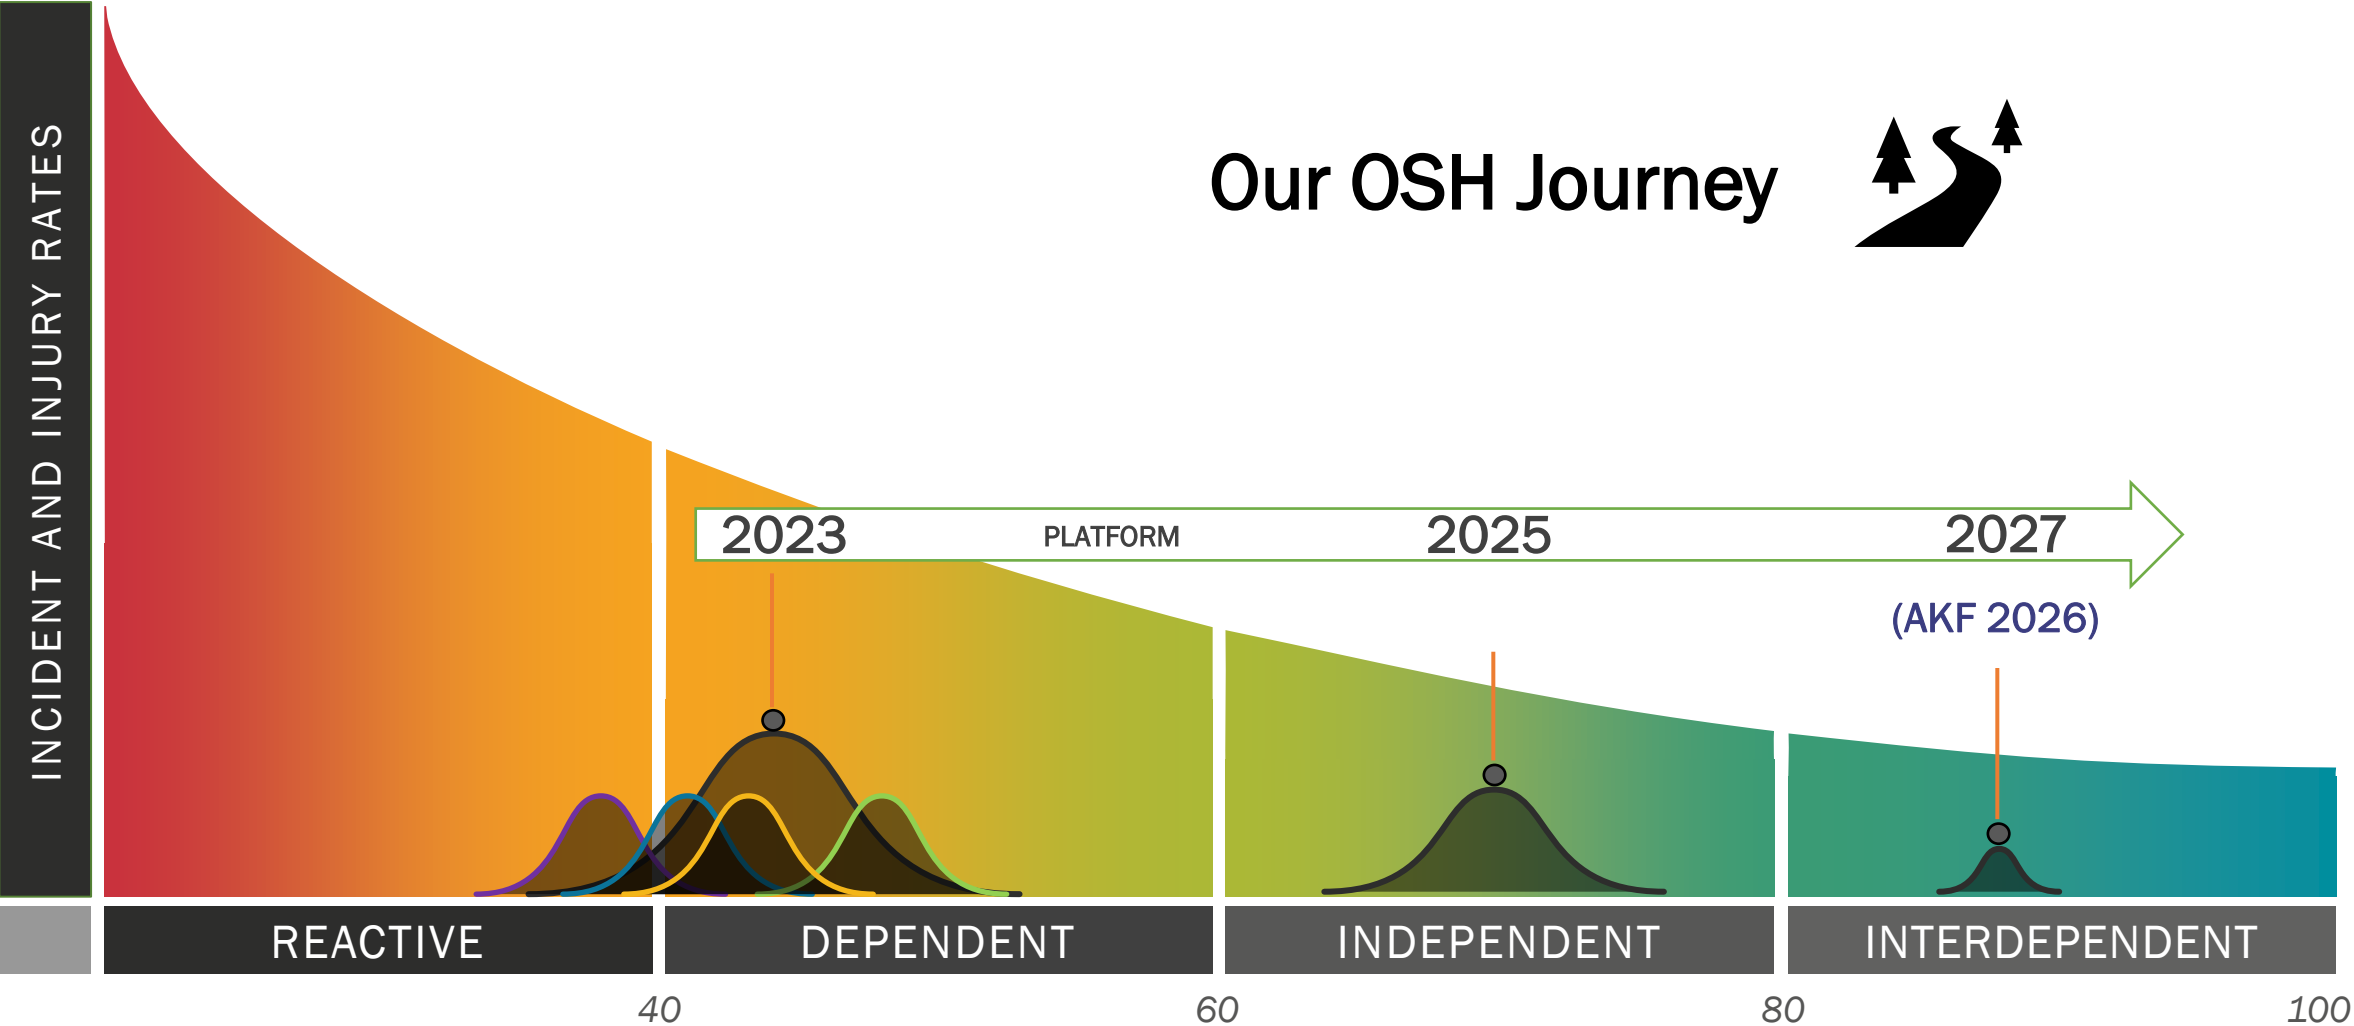 INCIDENT AND INJURY RATES
Our OSH Journey
2023 PLATFORM 2025 2027
(AKF 2026)
REACTIVE DEPENDENT INDEPENDENT INTERDEPENDENT
40 60 80 100